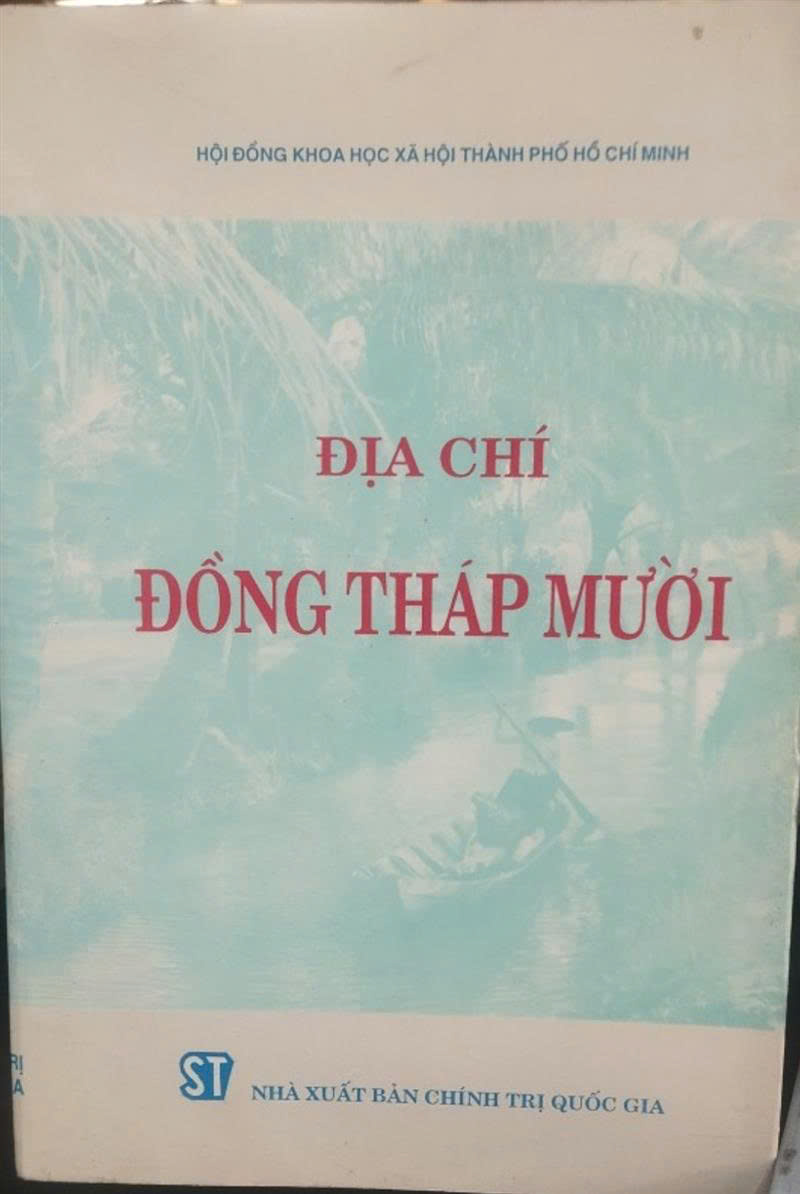 HỘI ĐỒNG KHOA HỌC XÃ HỘI THÀNH PHỐ HỒ CHÍ MINH
ĐỊA CHÍ
ĐỒNG THÁP MƯỜI
RỊ
A
ST
NHÀ XUẤT BẢN CHÍNH TRỊ QUỐC GIA